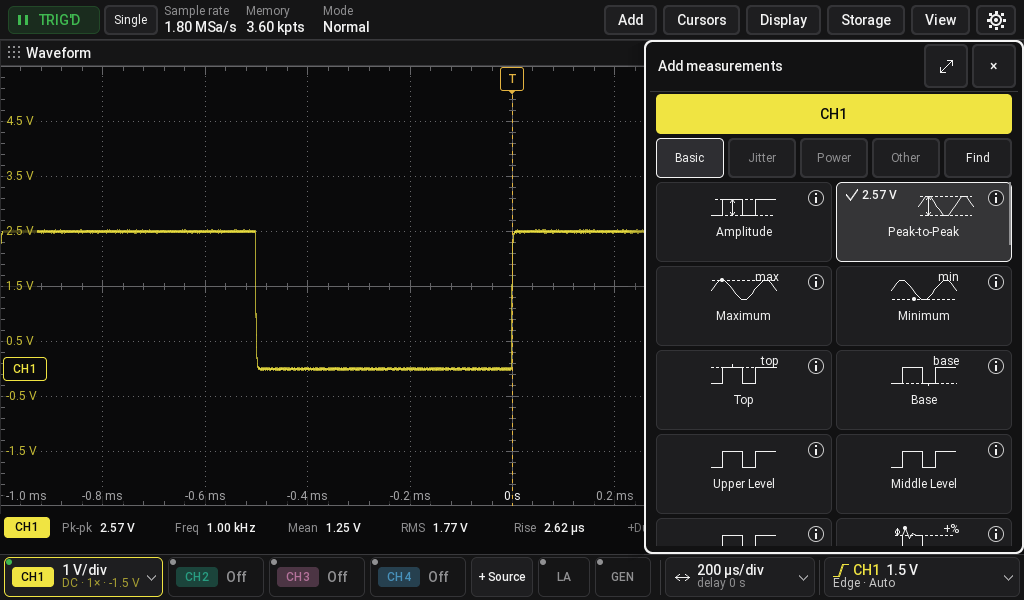 TRIG'D Single Sample rate 1.80 MSa/s Memory 3.60 kpts Mode Normal Add Cursors Display Storage View
Waveform
Add measurements ×
T
CH1
4.5 V
3.5 V
2.5 V
1.5 V
0.5 V
CH1
-0.5 V
-1.5 V
-1.0 ms -0.8 ms -0.6 ms -0.4 ms -0.2 ms 0 s 0.2 ms
Basic Jitter Power Other Find
Amplitude
2.57 V
Peak-to-Peak
max
Maximum
min
Minimum
top
Top
base
Base
Upper Level
Middle Level
+%
CH1 Pk-pk 2.57 V Freq 1.00 kHz Mean 1.25 V RMS 1.77 V Rise 2.62 µs
CH1 1 V/div
DC · 1× · -1.5 V
CH2 Off
CH3 Off
CH4 Off
+ Source
LA
GEN
200 µs/div
delay 0 s
CH1 1.5 V
Edge · Auto